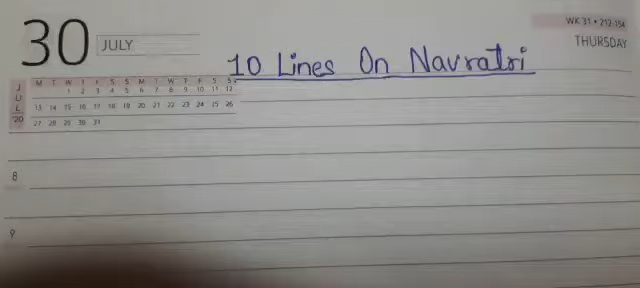 30 JULY
WK 31 • 212-154
THURSDAY
10 Lines On Navratri
JUL '20
M T W T F S S M T W T F S S
1 2 3 4 5 6 7 8 9 10 11 12
13 14 15 16 17 18 19 20 21 22 23 24 25 26
27 28 29 30 31
8
9